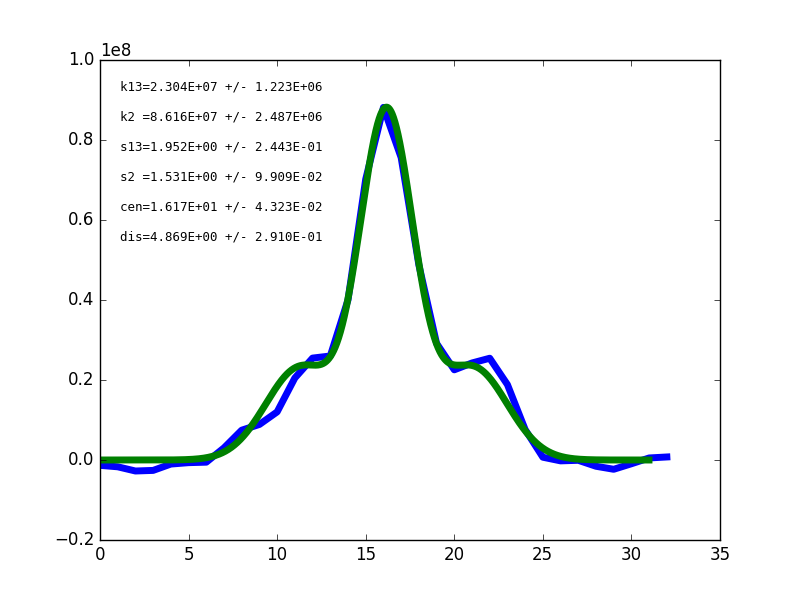 1e8
1.0
k13=2.304E+07 +/- 1.223E+06
k2 =8.616E+07 +/- 2.487E+06
0.8
s13=1.952E+00 +/- 2.443E-01
s2 =1.531E+00 +/- 9.909E-02
0.6
cen=1.617E+01 +/- 4.323E-02
dis=4.869E+00 +/- 2.910E-01
0.4
0.2
0.0
−0.2
0 5 10 15 20 25 30 35